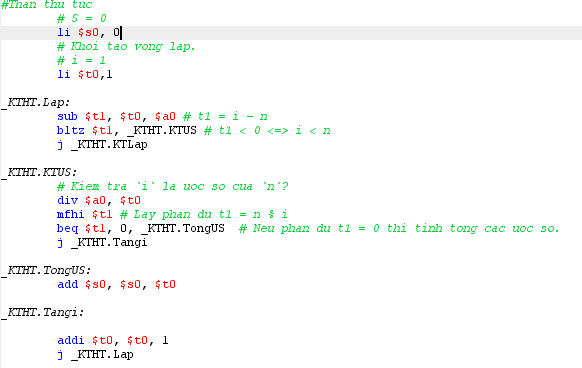 #Than thu tuc
# S = 0
li $s0, 0
# Khoi tao vong lap.
# i = 1
li $t0,1
_KTHT.Lap:
sub $t1, $t0, $a0 # t1 = i - n
bltz $t1, _KTHT.KTUS # t1 < 0 <=> i < n
j _KTHT.KTLap
_KTHT.KTUS:
# Kiem tra `i` la uoc so cua `n`?
div $a0, $t0
mfhi $t1 # Lay phan du t1 = n % i
beq $t1, 0, _KTHT.TongUS # Neu phan du t1 = 0 thi tinh tong cac uoc so.
j _KTHT.Tangi
_KTHT.TongUS:
add $s0, $s0, $t0
_KTHT.Tangi:
addi $t0, $t0, 1
j _KTHT.Lap